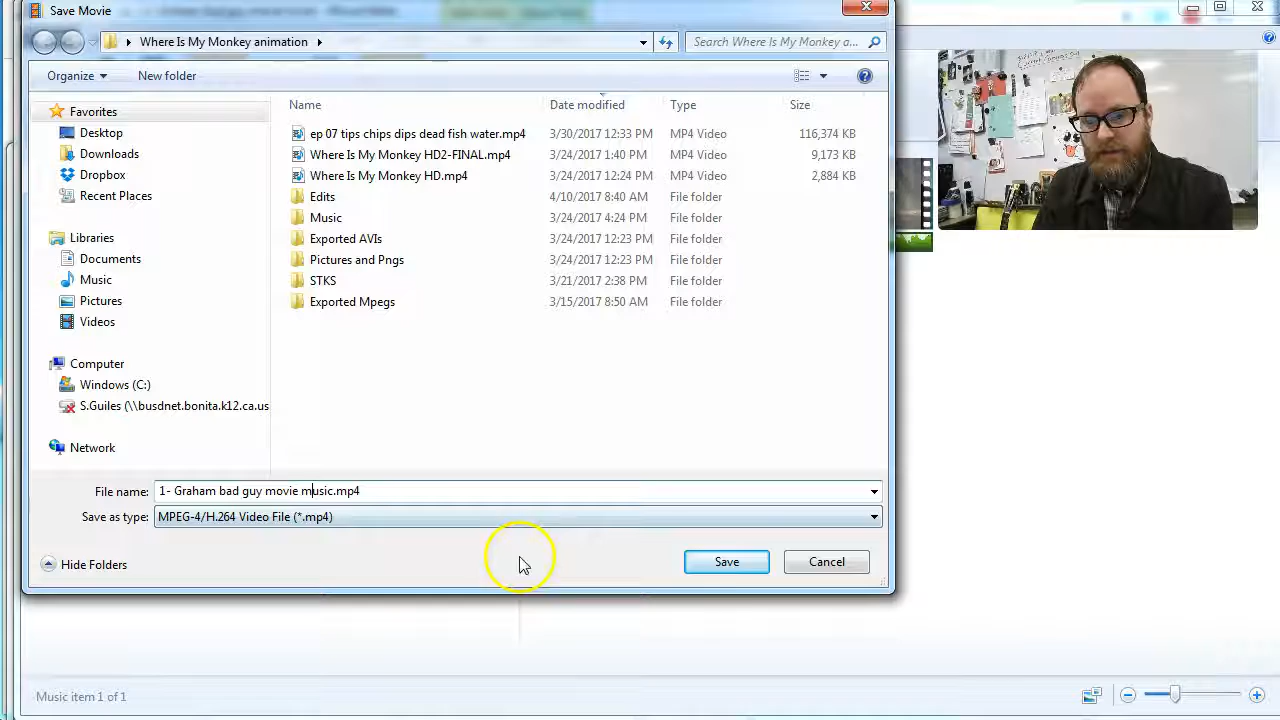 Save Movie
Where Is My Monkey animation
Search Where Is My Monkey a...
Organize
New folder
Favorites
Desktop
Downloads
Dropbox
Recent Places
Libraries
Documents
Music
Pictures
Videos
Computer
Windows (C:)
S.Guiles (\\busdnet.bonita.k12.ca.us
Network
Name Date modified Type Size
ep 07 tips chips dips dead fish water.mp4 3/30/2017 12:33 PM MP4 Video 116,374 KB
Where Is My Monkey HD2-FINAL.mp4 3/24/2017 1:40 PM MP4 Video 9,173 KB
Where Is My Monkey HD.mp4 3/24/2017 12:24 PM MP4 Video 2,884 KB
Edits 4/10/2017 8:40 AM File folder
Music 3/24/2017 4:24 PM File folder
Exported AVIs 3/24/2017 12:23 PM File folder
Pictures and Pngs 3/24/2017 12:23 PM File folder
STKS 3/21/2017 2:38 PM File folder
Exported Mpegs 3/15/2017 8:50 AM File folder
File name: 1- Graham bad guy movie music.mp4
Save as type: MPEG-4/H.264 Video File (*.mp4)
Hide Folders
Save
Cancel
Music item 1 of 1